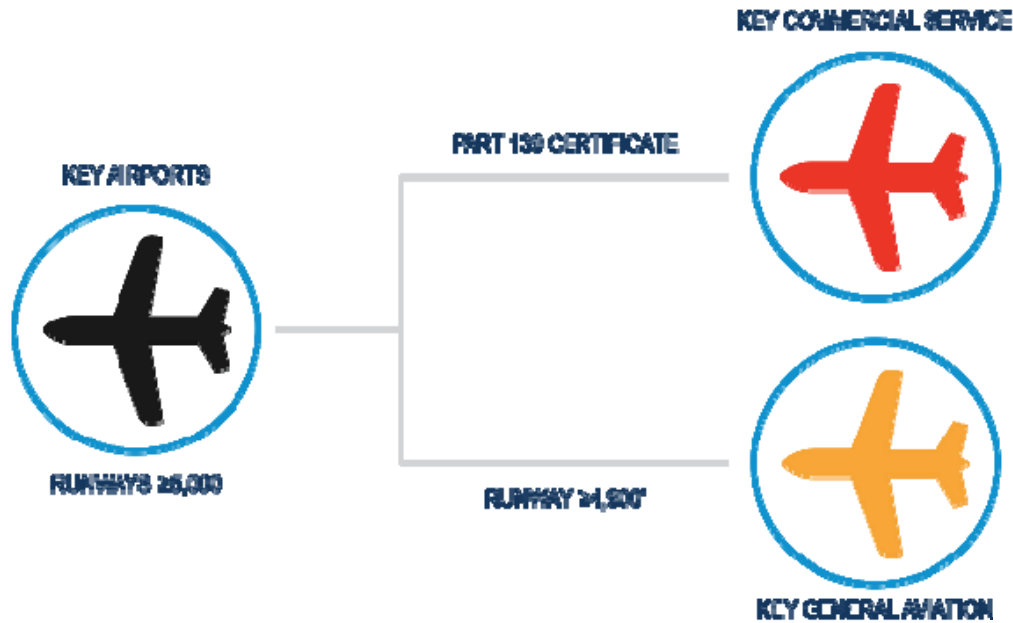 KEY COMMERCIAL SERVICE
PART 139 CERTIFICATE
KEY AIRPORTS
RUNWAYS
RUNWAY
KEY GENERAL AVIATION